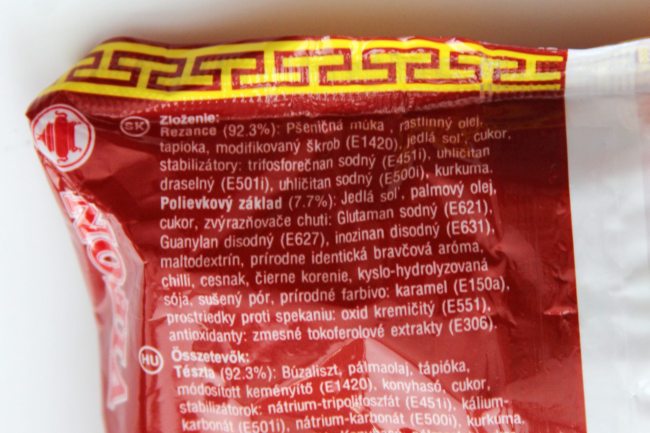 SK Zloženie:
Rezance (92.3%): Pšeničná múka , rastlinný olej,
tapioka, modifikovaný škrob (E1420), jedlá soľ, cukor,
stabilizátory: trifosforečnan sodný (E451i), uhličitan
draselný (E501i), uhličitan sodný (E500i), kurkuma.
Polievkový základ (7.7%): Jedlá soľ, palmový olej,
cukor, zvýrazňovače chuti: Glutaman sodný (E621),
Guanylan disodný (E627), inozinan disodný (E631),
maltodextrín, prírodne identická bravčová aróma,
chilli, cesnak, čierne korenie, kyslo-hydrolyzovaná
sója, sušený pór, prírodné farbivo: karamel (E150a),
prostriedky proti spekaniu: oxid kremičitý (E551),
antioxidanty: zmesné tokoferolové extrakty (E306).
HU Összetevők:
Tészta (92.3%): Búzaliszt, pálmaolaj, tápióka,
módosított keményítő (E1420), konyhasó, cukor,
stabilizátorok: nátrium-tripolifoszfát (E451i), kálium-
karbonát (E501i), nátrium-karbonát (E500i), kurkuma.